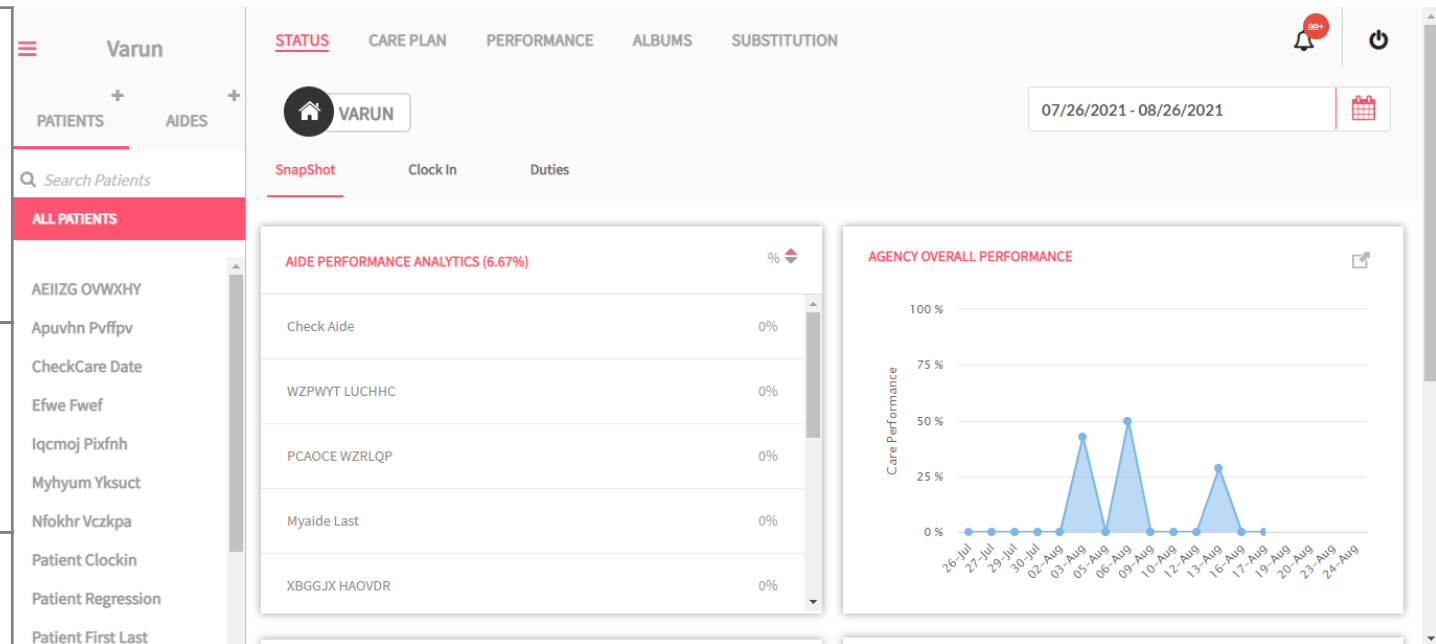 Varun
PATIENTS
AIDES
Search Patients
ALL PATIENTS
AEIIZG OVWXHY
Apuvhn Pvffpv
CheckCare Date
Efwe Fwef
Iqcmoj Pixfnh
Myhyum Yksuct
Nfokhr Vczkpa
Patient Clockin
Patient Regression
Patient First Last
STATUS CARE PLAN PERFORMANCE ALBUMS SUBSTITUTION
99+
VARUN
07/26/2021 - 08/26/2021
SnapShot Clock In Duties
AIDE PERFORMANCE ANALYTICS (6.67%) %
Check Aide 0%
WZPWYT LUCHHC 0%
PCAOCE WZRLQP 0%
Myaide Last 0%
XBGGJX HAOVDR 0%
AGENCY OVERALL PERFORMANCE
Care Performance
100 %
75 %
50 %
25 %
0 %
26-Jul 27-Jul 29-Jul 30-Jul 02-Aug 03-Aug 05-Aug 06-Aug 09-Aug 10-Aug 12-Aug 13-Aug 16-Aug 17-Aug 19-Aug 20-Aug 23-Aug 24-Aug